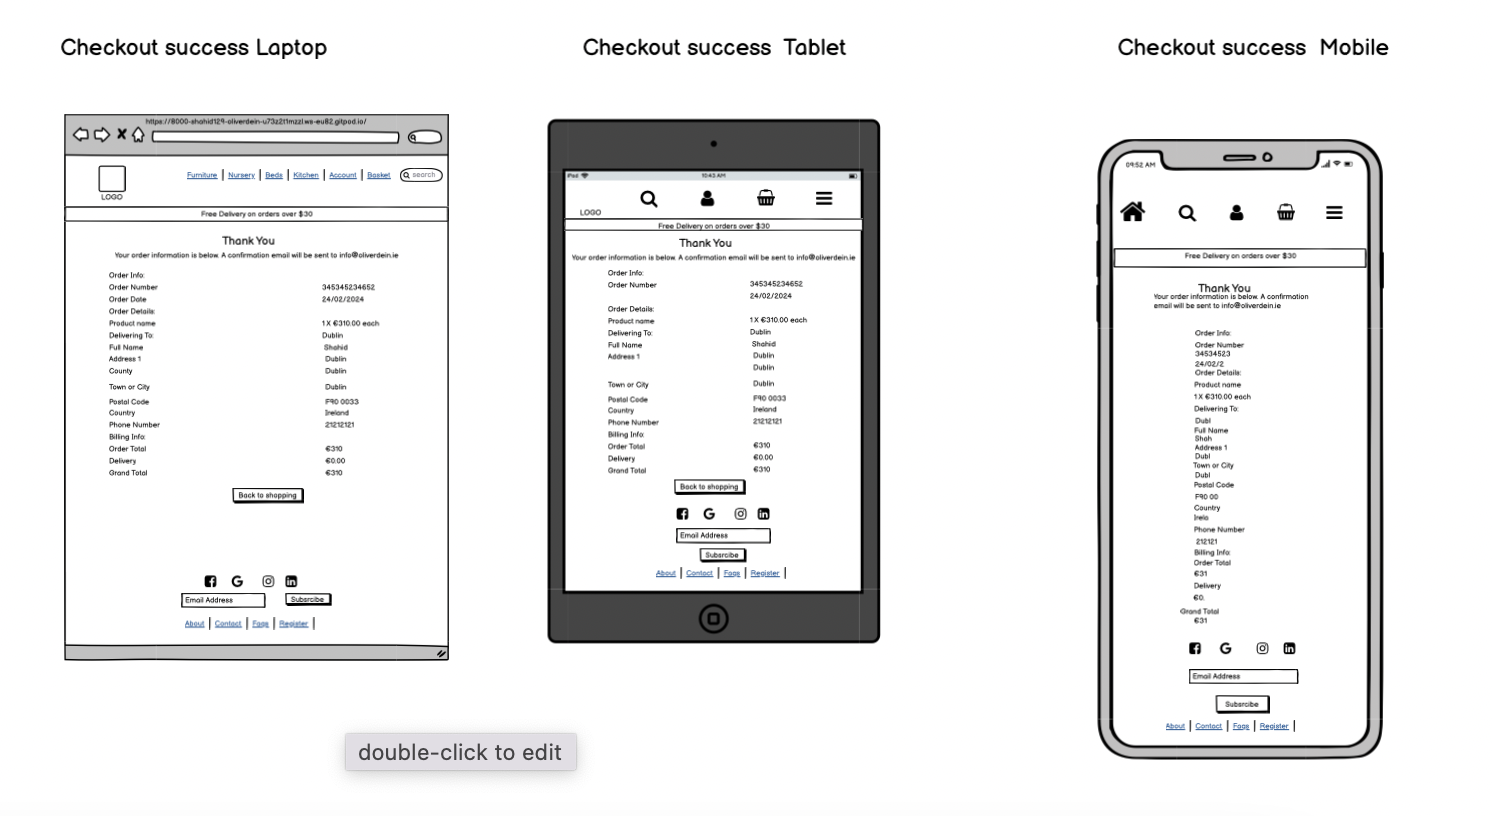 Checkout success Laptop
https://8000-shahid129-oliverdein-u73z2t1mzzl.ws-eu82.gitpod.io/
LOGO
Furniture Nursery Beds Kitchen Account Basket search
Free Delivery on orders over $30
Thank You
Your order information is below. A confirmation email will be sent to info@oliverdein.ie
Order Info:
Order Number 345345234652
Order Date 24/02/2024
Order Details:
Product name 1 X €310.00 each
Delivering To: Dublin
Full Name Shahid
Address 1 Dublin
County Dublin
Town or City Dublin
Postal Code F90 0033
Country Ireland
Phone Number 21212121
Billing Info:
Order Total €310
Delivery €0.00
Grand Total €310
Back to shopping
Email Address Subsrcibe
About Contact Faqs Register
Checkout success Tablet
iPad 10:43 AM
LOGO
Free Delivery on orders over $30
Thank You
Your order information is below. A confirmation email will be sent to info@oliverdein.ie
Order Info:
Order Number 345345234652
24/02/2024
Order Details:
Product name 1 X €310.00 each
Delivering To: Dublin
Full Name Shahid
Address 1 Dublin
Dublin
Town or City Dublin
Postal Code F90 0033
Country Ireland
Phone Number 21212121
Billing Info:
Order Total €310
Delivery €0.00
Grand Total €310
Back to shopping
Email Address
Subsrcibe
About Contact Faqs Register
Checkout success Mobile
09:52 AM
Free Delivery on orders over $30
Thank You
Your order information is below. A confirmation
email will be sent to info@oliverdein.ie
Order Info:
Order Number
34534523
24/02/2
Order Details:
Product name
1 X €310.00 each
Delivering To:
Dubl
Full Name
Shah
Address 1
Dubl
Town or City
Dubl
Postal Code
F90 00
Country
Irela
Phone Number
212121
Billing Info:
Order Total
€31
Delivery
€0.
Grand Total
€31
Email Address
Subsrcibe
About Contact Faqs Register
double-click to edit